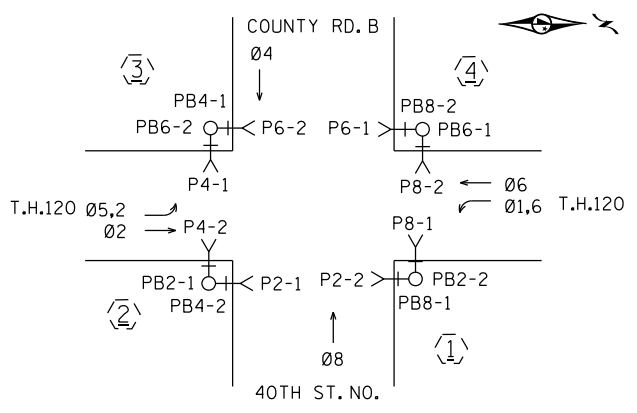 COUNTY RD. B
Ø4
3
4
PB4-1
PB8-2
PB6-2
P6-2
P6-1
PB6-1
P4-1
P8-2
Ø6
T.H.120
Ø5,2
Ø1,6
T.H.120
Ø2
P4-2
P8-1
PB2-1
P2-1
P2-2
PB2-2
PB4-2
PB8-1
2
1
Ø8
40TH ST. NO.